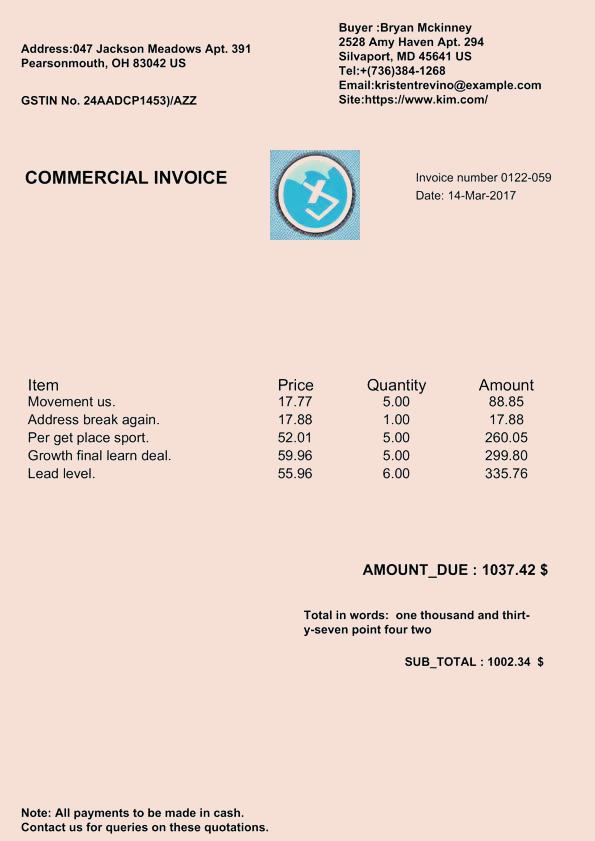 Address:047 Jackson Meadows Apt. 391
Pearsonmouth, OH 83042 US
GSTIN No. 24AADCP1453)/AZZ
Buyer :Bryan Mckinney
2528 Amy Haven Apt. 294
Silvaport, MD 45641 US
Tel:+(736)384-1268
Email:kristentrevino@example.com
Site:https://www.kim.com/
COMMERCIAL INVOICE
Invoice number 0122-059
Date: 14-Mar-2017
Item Price Quantity Amount
Movement us. 17.77 5.00 88.85
Address break again. 17.88 1.00 17.88
Per get place sport. 52.01 5.00 260.05
Growth final learn deal. 59.96 5.00 299.80
Lead level. 55.96 6.00 335.76
AMOUNT_DUE : 1037.42 $
Total in words: one thousand and thirt-
y-seven point four two
SUB_TOTAL : 1002.34 $
Note: All payments to be made in cash.
Contact us for queries on these quotations.